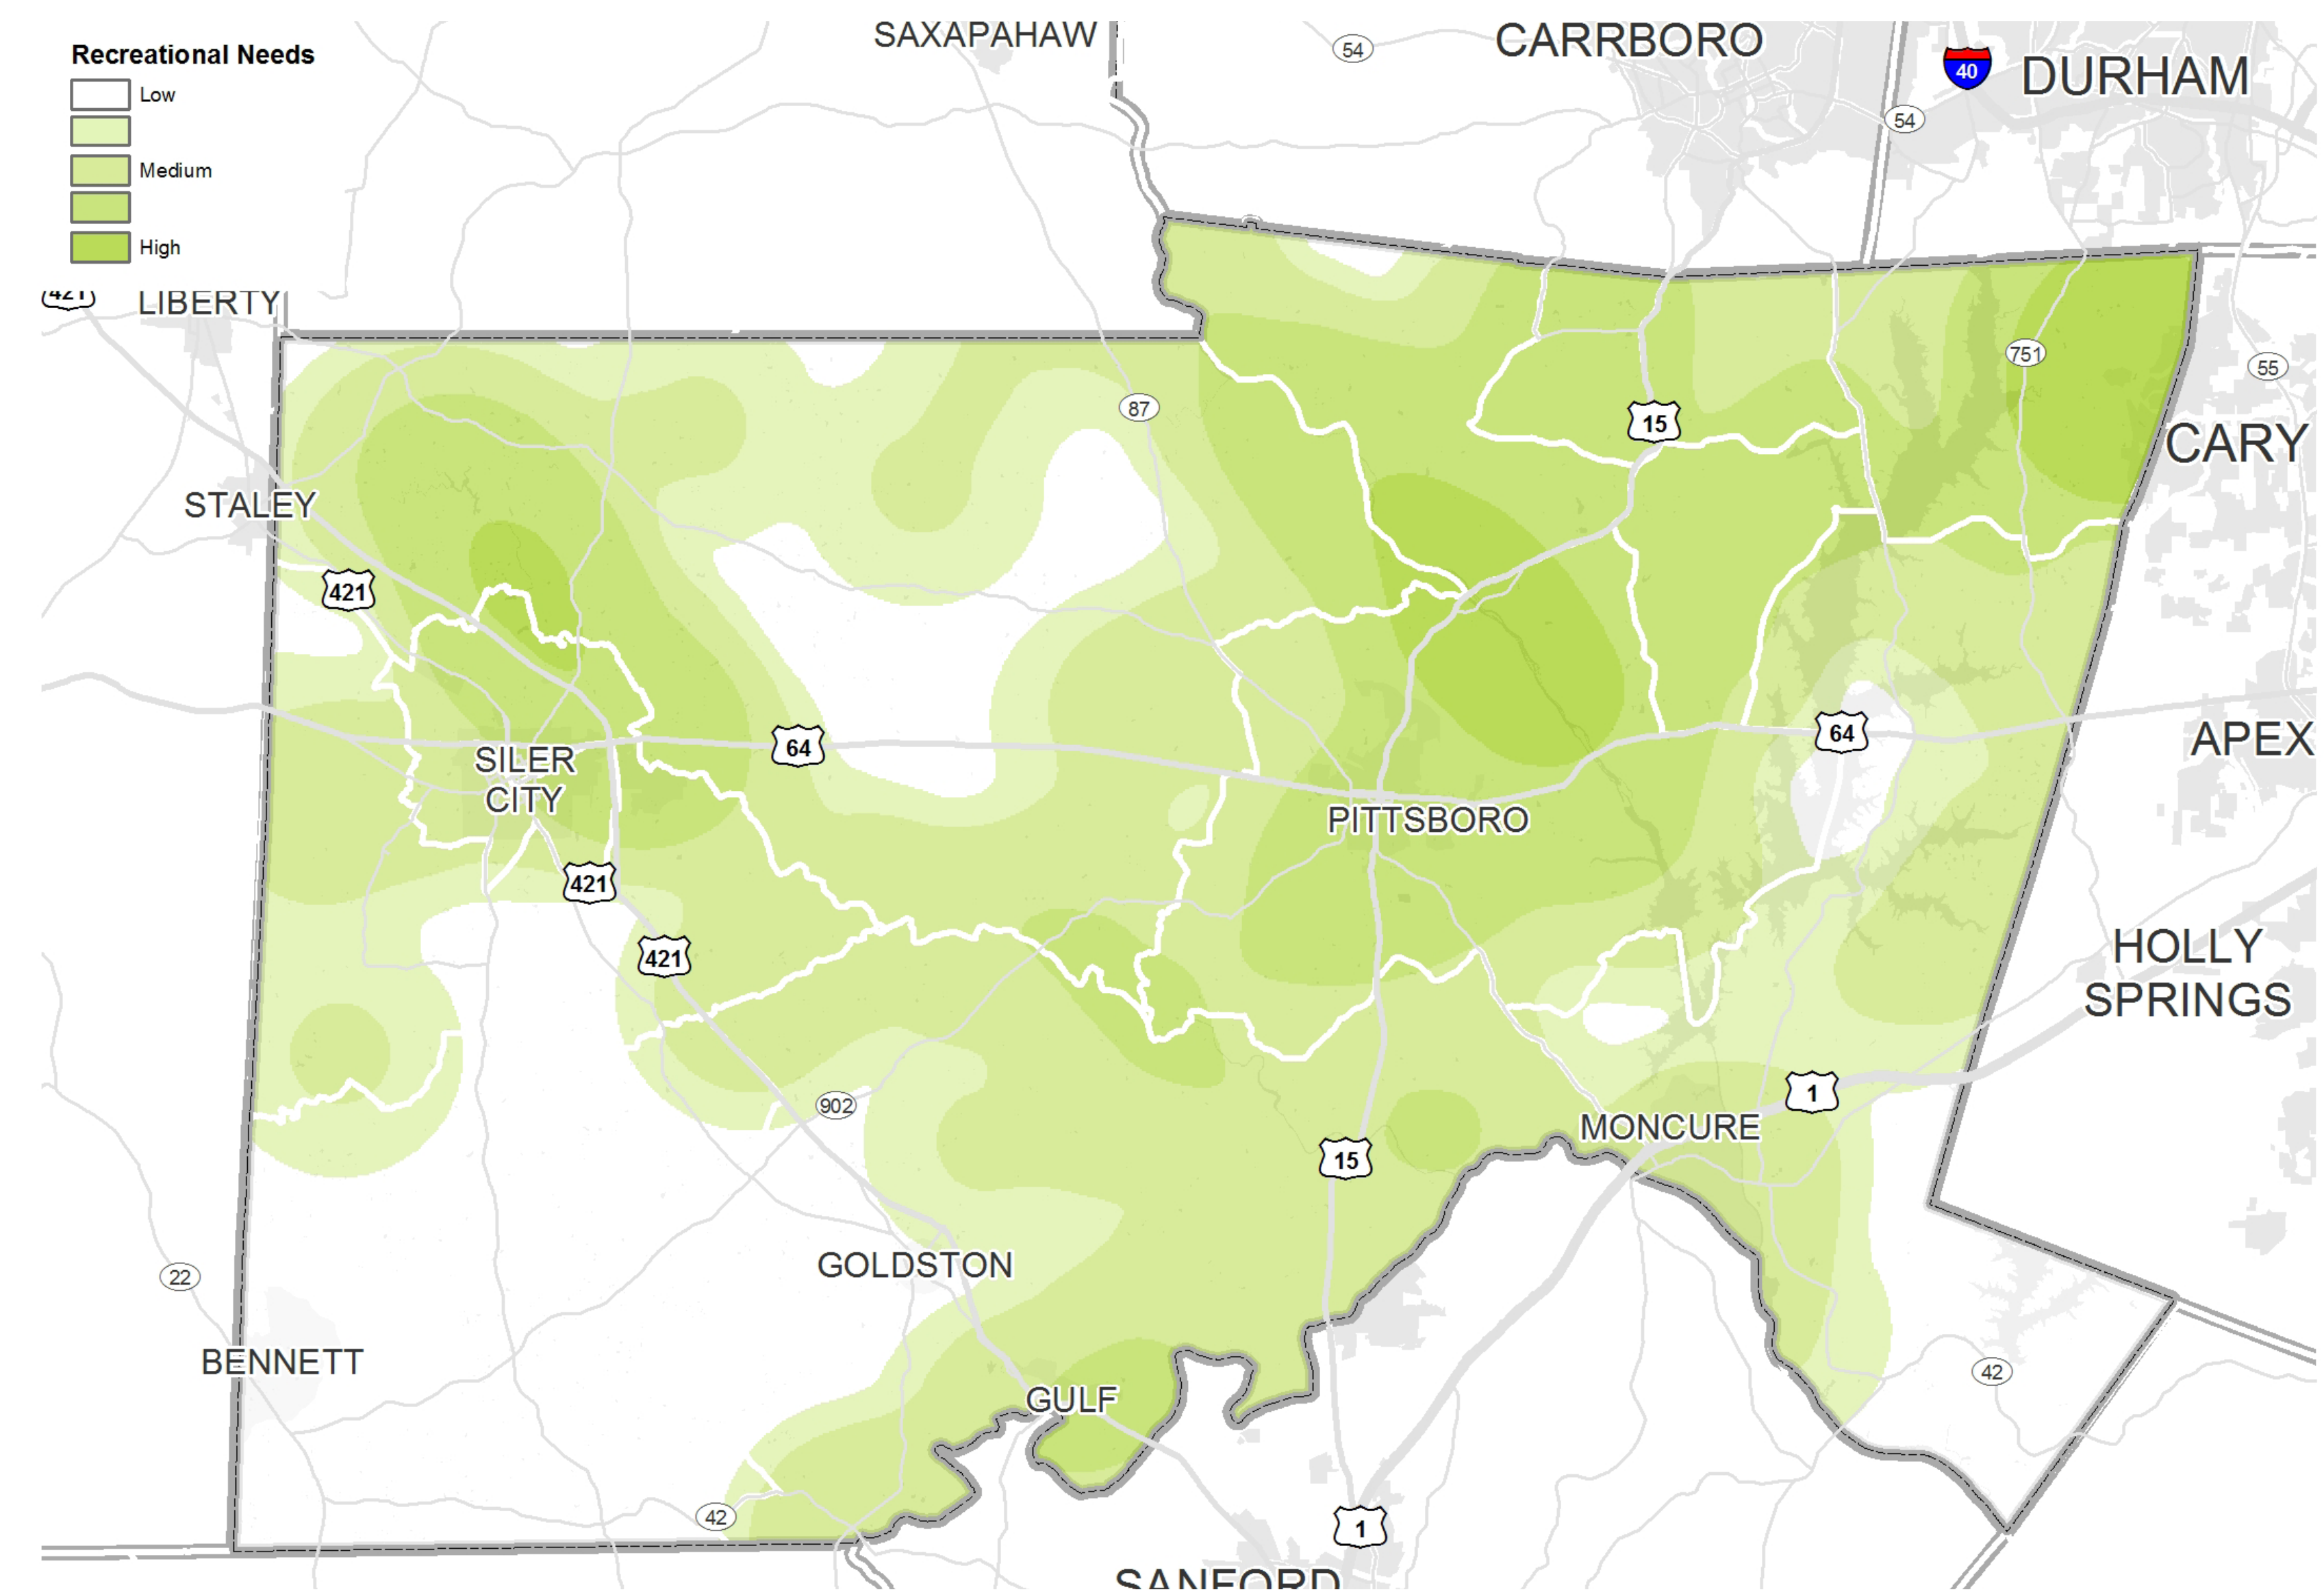 SAXAPAHAW
54
CARRBORO
40
DURHAM
Recreational Needs
Low
Medium
High
54
421
LIBERTY
751
55
87
15
CARY
STALEY
421
64
64
APEX
SILER
CITY
PITTSBORO
421
421
HOLLY
SPRINGS
902
1
MONCURE
15
GOLDSTON
22
BENNETT
42
GULF
42
1
SANFORD